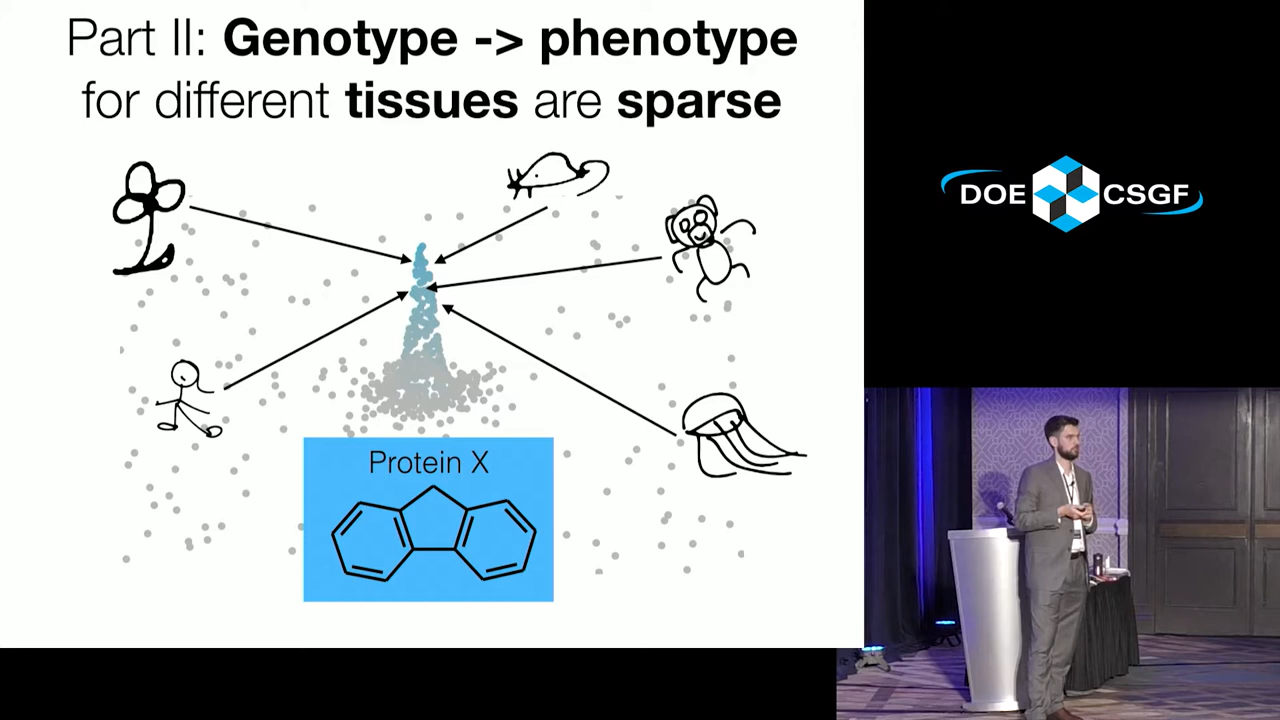 Part II: Genotype -> phenotype
for different tissues are sparse
Protein X
DOE CSGF